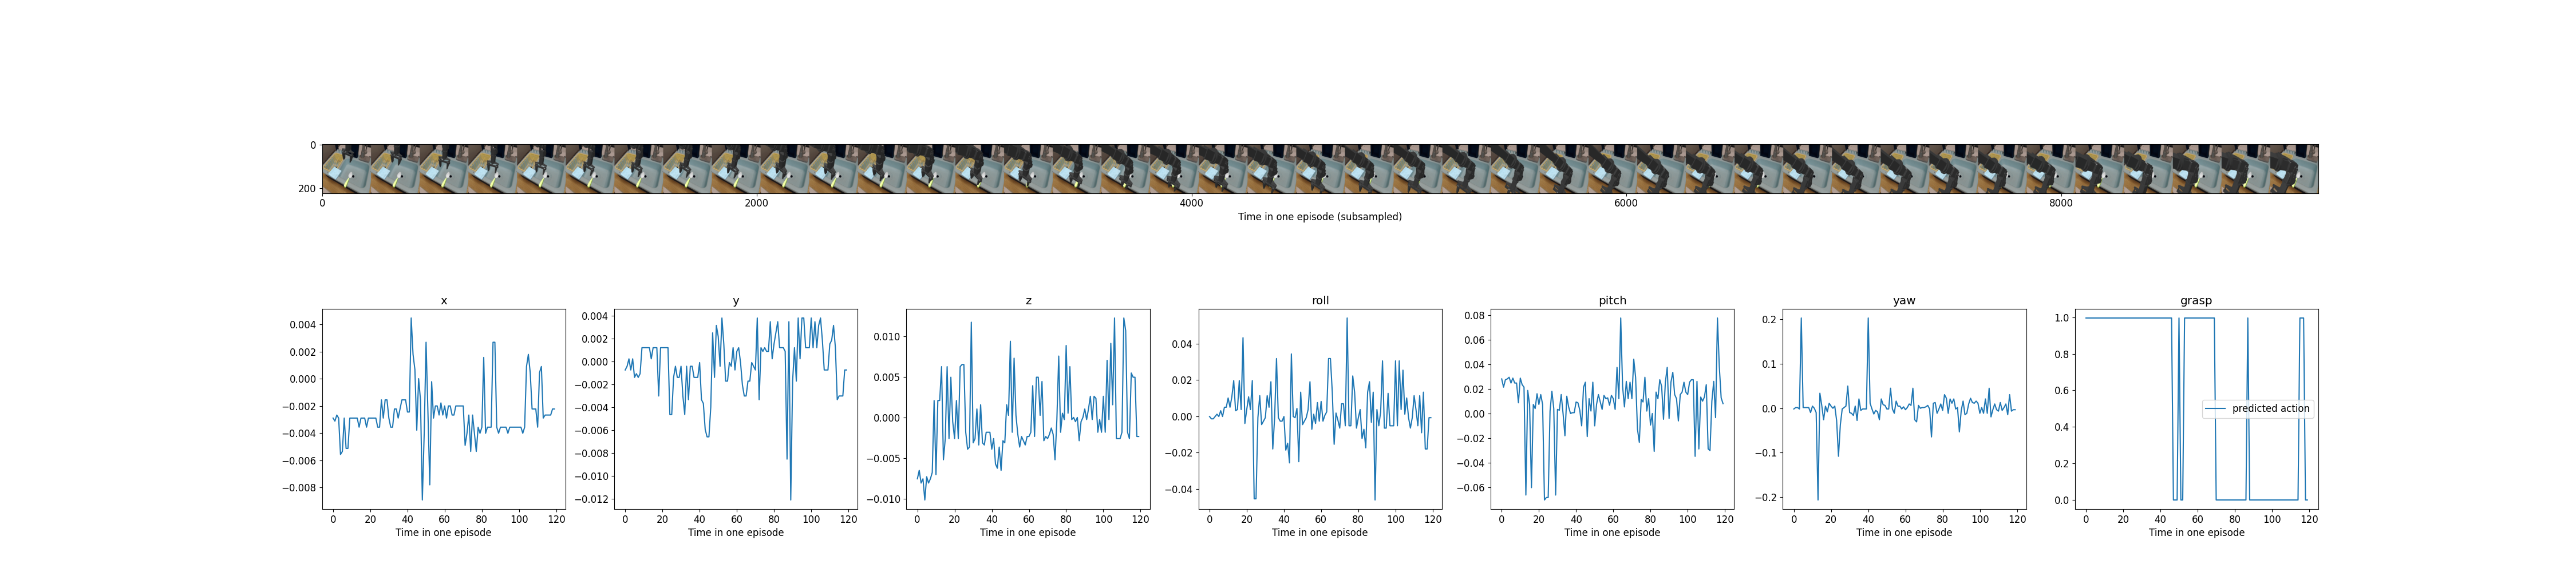 0
200
0 2000 4000 6000 8000
Time in one episode (subsampled)
x y z roll pitch yaw grasp
0.004
0.002
0.000
−0.002
−0.004
−0.006
−0.008
0 20 40 60 80 100 120
Time in one episode
0.004
0.002
0.000
−0.002
−0.004
−0.006
−0.008
−0.010
−0.012
0 20 40 60 80 100 120
Time in one episode
0.010
0.005
0.000
−0.005
−0.010
0 20 40 60 80 100 120
Time in one episode
0.04
0.02
0.00
−0.02
−0.04
0 20 40 60 80 100 120
Time in one episode
0.08
0.06
0.04
0.02
0.00
−0.02
−0.04
−0.06
0 20 40 60 80 100 120
Time in one episode
0.2
0.1
0.0
−0.1
−0.2
0 20 40 60 80 100 120
Time in one episode
1.0
0.8
0.6
0.4
0.2
0.0
predicted action
0 20 40 60 80 100 120
Time in one episode